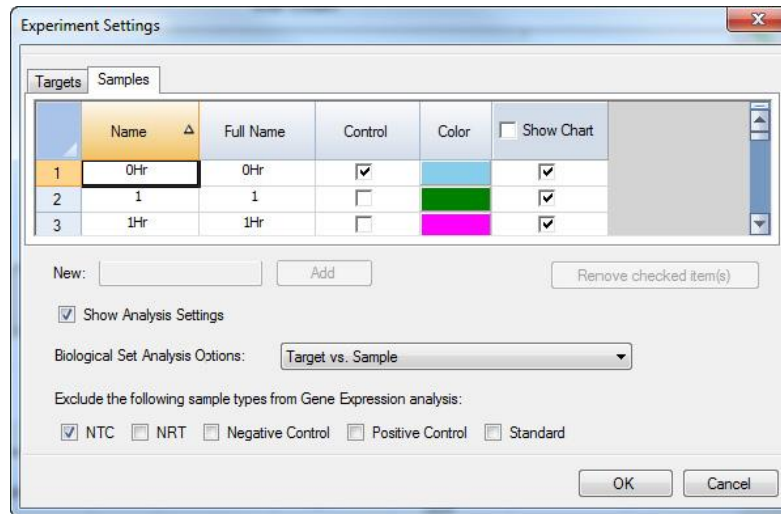 Experiment Settings
X
Targets Samples
Name Full Name Control Color Show Chart
1 0Hr 0Hr
2 1 1
3 1Hr 1Hr
New: Add Remove checked item(s)
Show Analysis Settings
Biological Set Analysis Options: Target vs. Sample
Exclude the following sample types from Gene Expression analysis:
NTC NRT Negative Control Positive Control Standard
OK Cancel